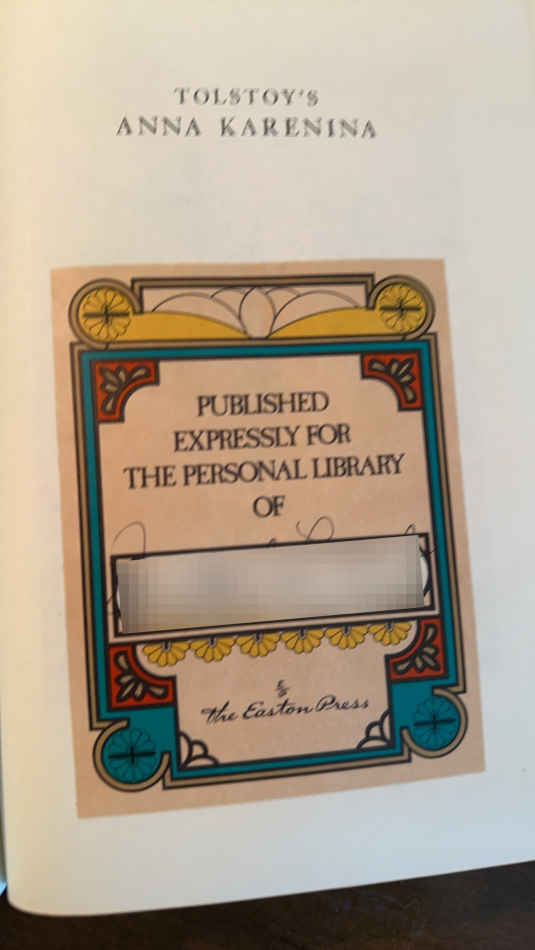 TOLSTOY'S
ANNA KARENINA
PUBLISHED
EXPRESSLY FOR
THE PERSONAL LIBRARY
OF
The Easton Press